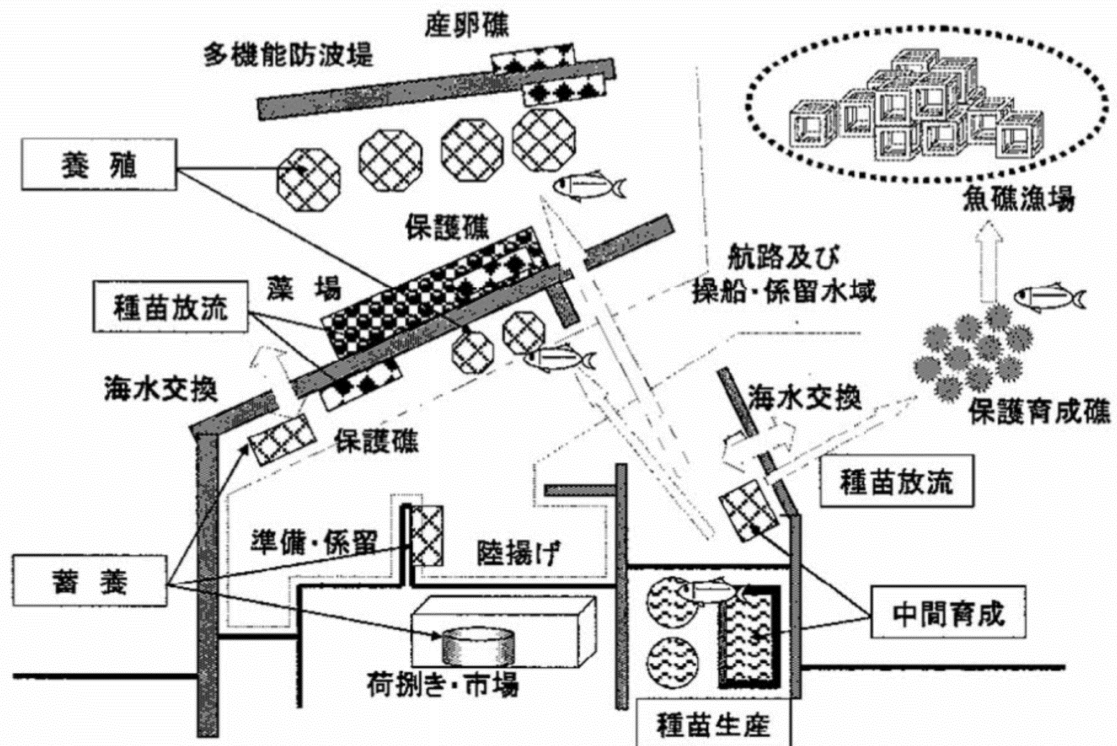 産卵礁
多機能防波堤
養殖
魚礁漁場
保護礁
航路及び
操船・係留水域
藻場
種苗放流
海水交換
海水交換
保護育成礁
保護礁
種苗放流
準備・係留
陸揚げ
蓄養
中間育成
荷捌き・市場
種苗生産